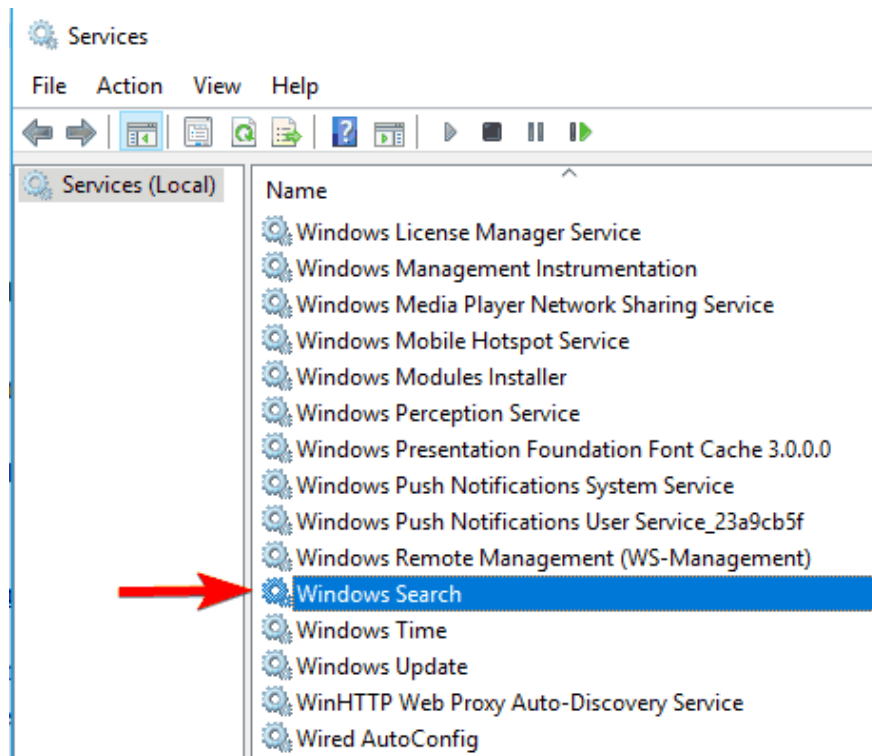 Services
File Action View Help
Services (Local)
Name
Windows License Manager Service
Windows Management Instrumentation
Windows Media Player Network Sharing Service
Windows Mobile Hotspot Service
Windows Modules Installer
Windows Perception Service
Windows Presentation Foundation Font Cache 3.0.0.0
Windows Push Notifications System Service
Windows Push Notifications User Service_23a9cb5f
Windows Remote Management (WS-Management)
Windows Search
Windows Time
Windows Update
WinHTTP Web Proxy Auto-Discovery Service
Wired AutoConfig